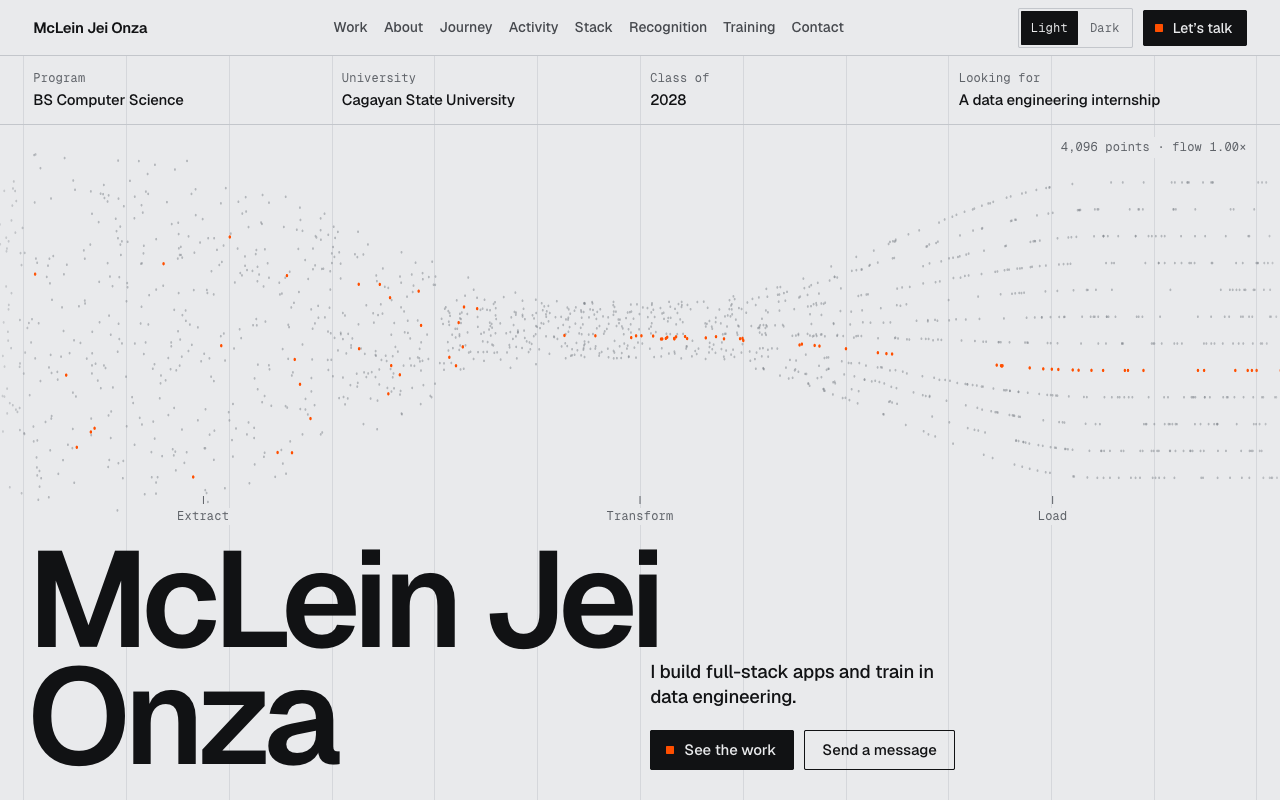 McLein Jei Onza
Work About Journey Activity Stack Recognition Training Contact
Light Dark
Let’s talk
Program
BS Computer Science
University
Cagayan State University
Class of
2028
Looking for
A data engineering internship
4,096 points · flow 1.00×
Extract
Transform
Load
McLein Jei
Onza
I build full-stack apps and train in
data engineering.
See the work
Send a message